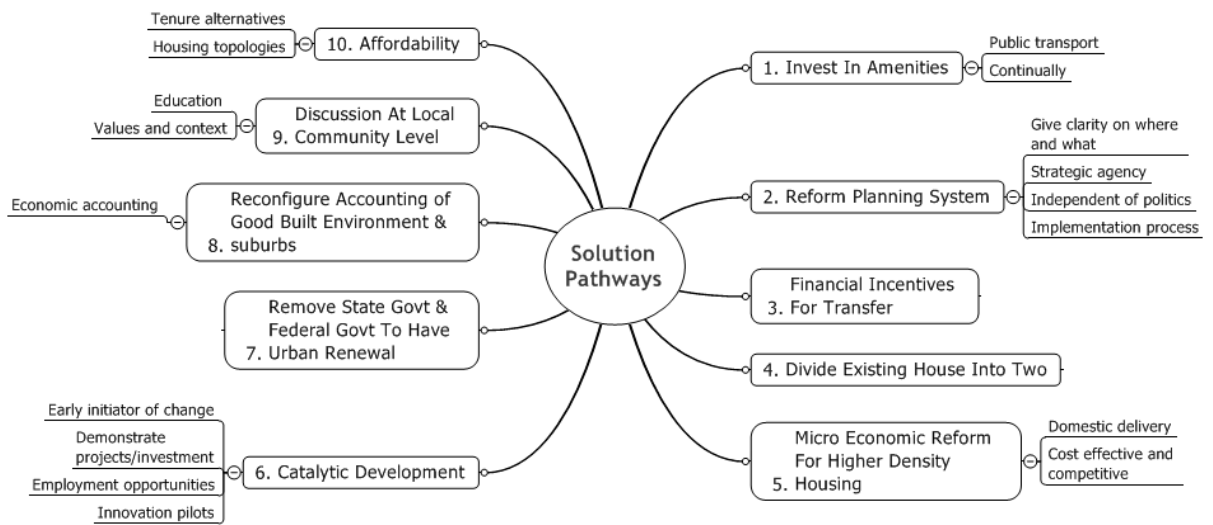 Solution
Pathways
1. Invest In Amenities
Public transport
Continually
2. Reform Planning System
Give clarity on where
and what
Strategic agency
Independent of politics
Implementation process
Financial Incentives
3. For Transfer
4. Divide Existing House Into Two
Micro Economic Reform
For Higher Density
5. Housing
Domestic delivery
Cost effective and
competitive
6. Catalytic Development
Early initiator of change
Demonstrate
projects/investment
Employment opportunities
Innovation pilots
Remove State Govt &
Federal Govt To Have
7. Urban Renewal
Reconfigure Accounting of
Good Built Environment &
8. suburbs
Economic accounting
Discussion At Local
9. Community Level
Education
Values and context
10. Affordability
Tenure alternatives
Housing topologies